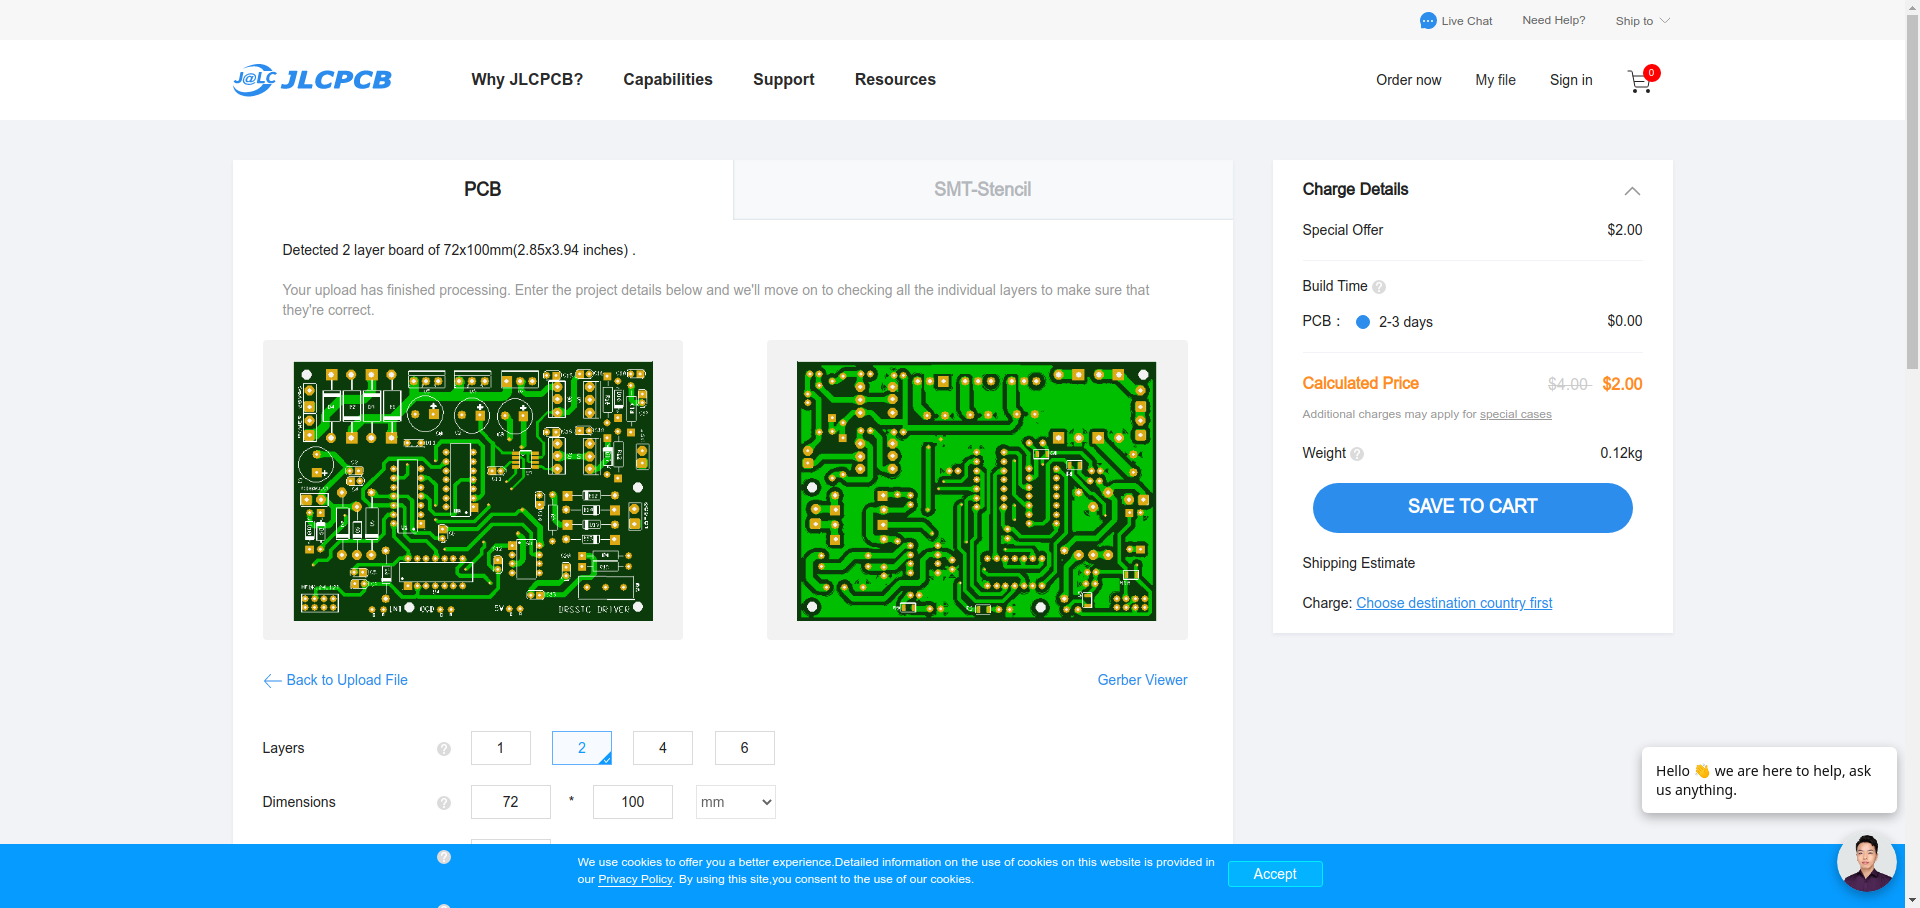 Live Chat
Need Help?
Ship to
J@LC JLCPCB
Why JLCPCB?
Capabilities
Support
Resources
Order now
My file
Sign in
0
PCB
SMT-Stencil
Detected 2 layer board of 72x100mm(2.85x3.94 inches) .
Your upload has finished processing. Enter the project details below and we'll move on to checking all the individual layers to make sure that
they're correct.
IN1
OCD
5V
DRSSTC DRIVER
Back to Upload File
Gerber Viewer
Layers
?
1
2
4
6
Dimensions
?
72
*
100
mm
?
Charge Details
Special Offer
$2.00
Build Time
?
PCB :
2-3 days
$0.00
Calculated Price
$4.00
$2.00
Additional charges may apply for special cases
Weight
?
0.12kg
SAVE TO CART
Shipping Estimate
Charge: Choose destination country first
Hello 👋 we are here to help, ask
us anything.
We use cookies to offer you a better experience.Detailed information on the use of cookies on this website is provided in
our Privacy Policy. By using this site,you consent to the use of our cookies.
Accept